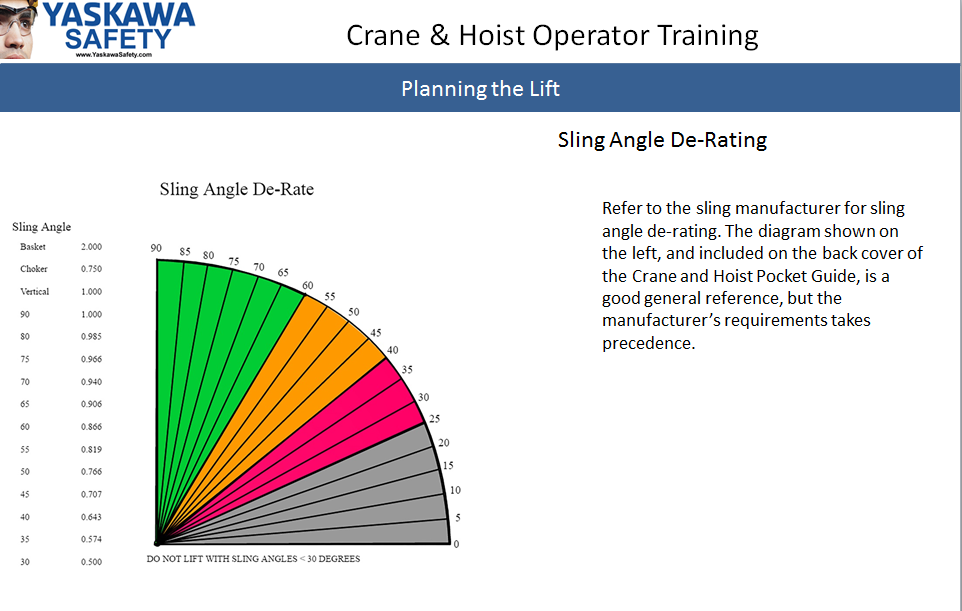 YASKAWA
SAFETY
www.YaskawaSafety.com
Crane & Hoist Operator Training
Planning the Lift
Sling Angle De-Rating
Sling Angle De-Rate
Refer to the sling manufacturer for sling
angle de-rating. The diagram shown on
the left, and included on the back cover of
the Crane and Hoist Pocket Guide, is a
good general reference, but the
manufacturer’s requirements takes
precedence.
Sling Angle
Basket 2.000
Choker 0.750
Vertical 1.000
90 1.000
80 0.985
75 0.966
70 0.940
65 0.906
60 0.866
55 0.819
50 0.766
45 0.707
40 0.643
35 0.574
30 0.500
90
85
80
75
70
65
60
55
50
45
40
35
30
25
20
15
10
5
0
DO NOT LIFT WITH SLING ANGLES < 30 DEGREES